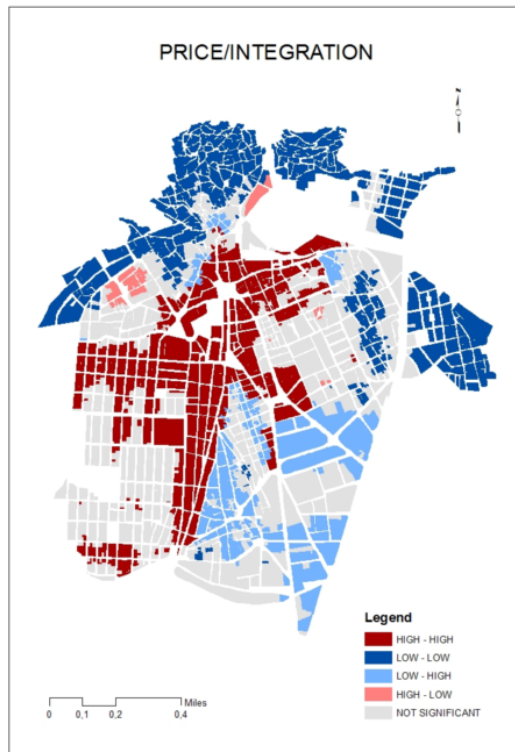 PRICE/INTEGRATION
N
Legend
HIGH - HIGH
LOW - LOW
LOW - HIGH
HIGH - LOW
NOT SIGNIFICANT
Miles
0 0,1 0,2 0,4